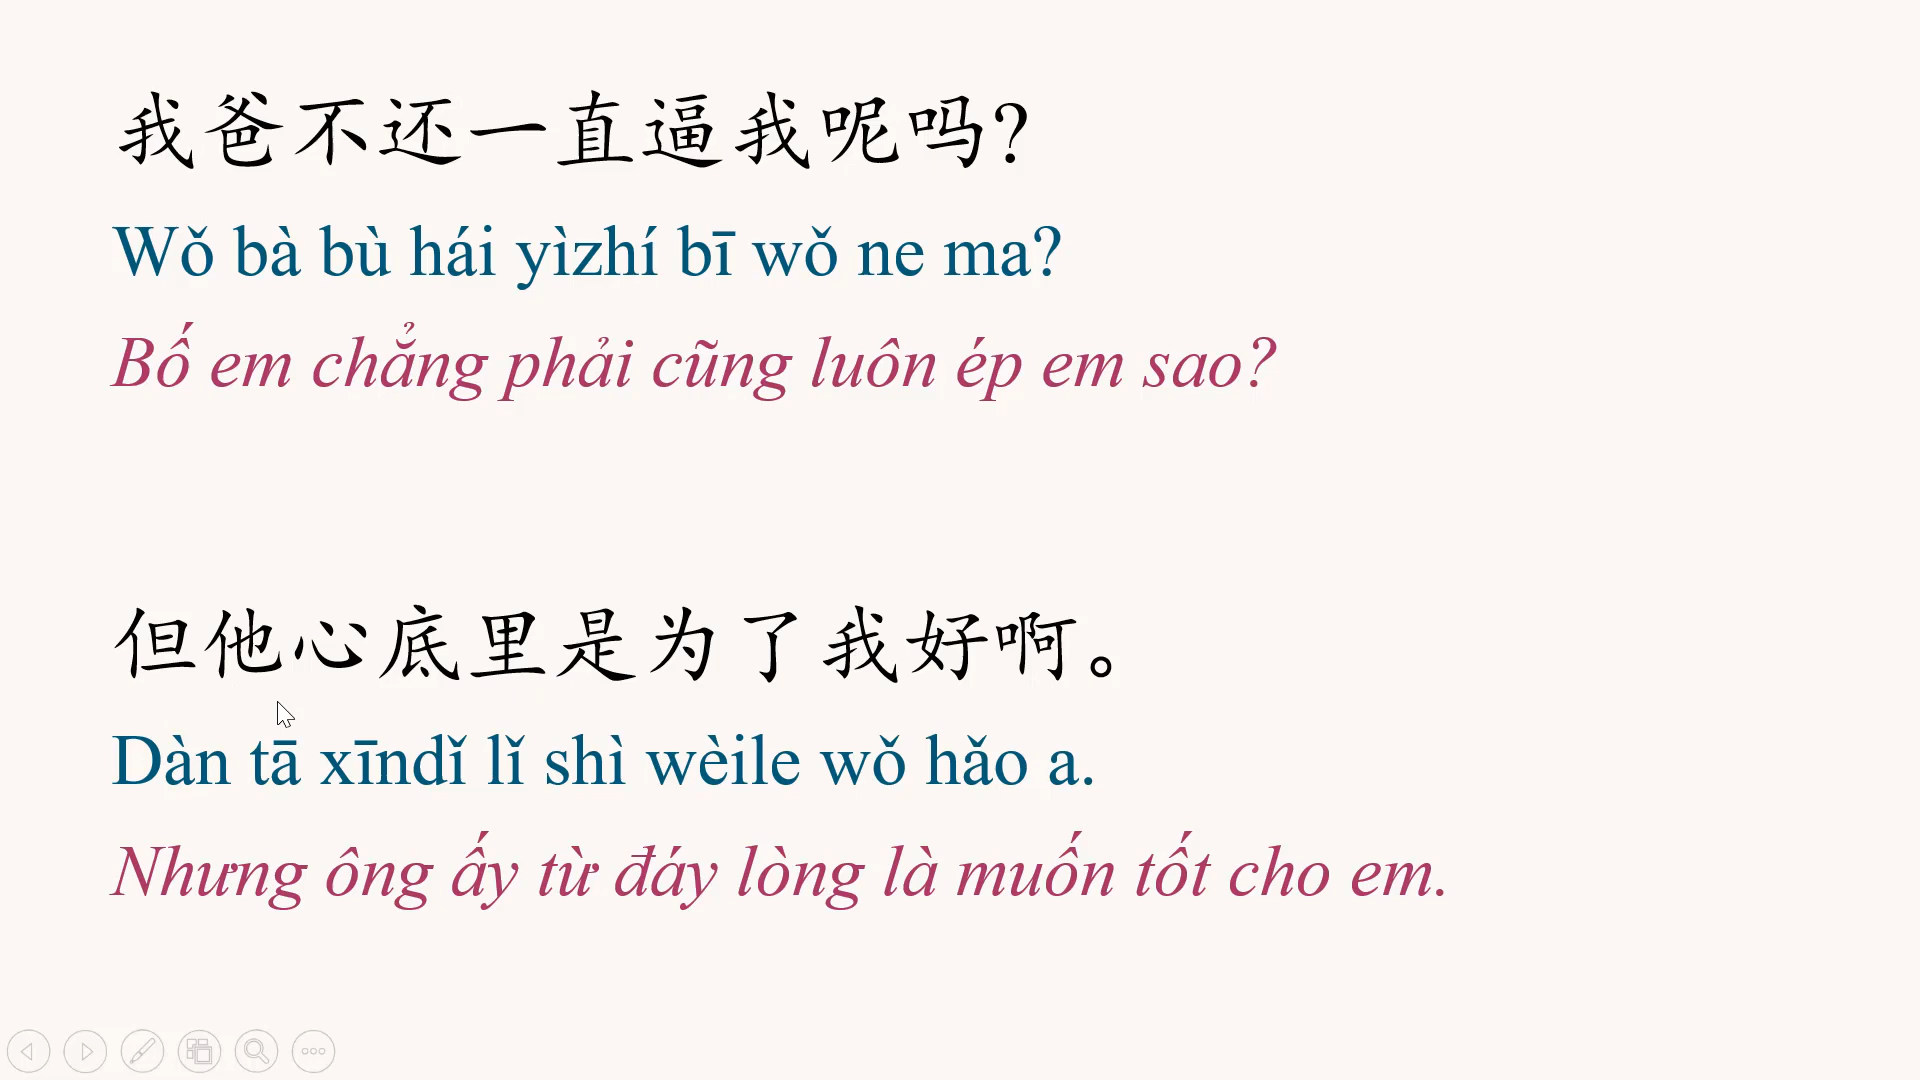 我爸不还一直逼我呢吗?
Wǒ bà bù hái yìzhí bī wǒ ne ma?
Bố em chẳng phải cũng luôn ép em sao?
但他心底里是为了我好啊。
Dàn tā xīndǐ lǐ shì wèile wǒ hǎo a.
Nhưng ông ấy từ đáy lòng là muốn tốt cho em.